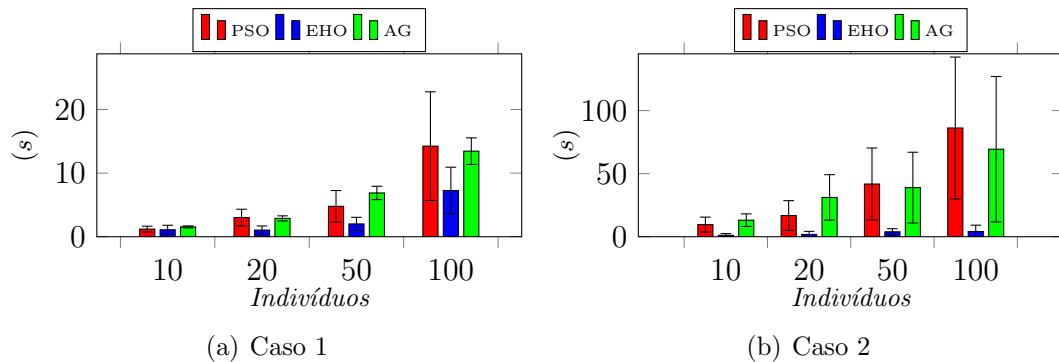 PSO EHO AG
20
10
0
(s)
10 20 50 100
Indivíduos
(a) Caso 1
PSO EHO AG
100
50
0
(s)
10 20 50 100
Indivíduos
(b) Caso 2